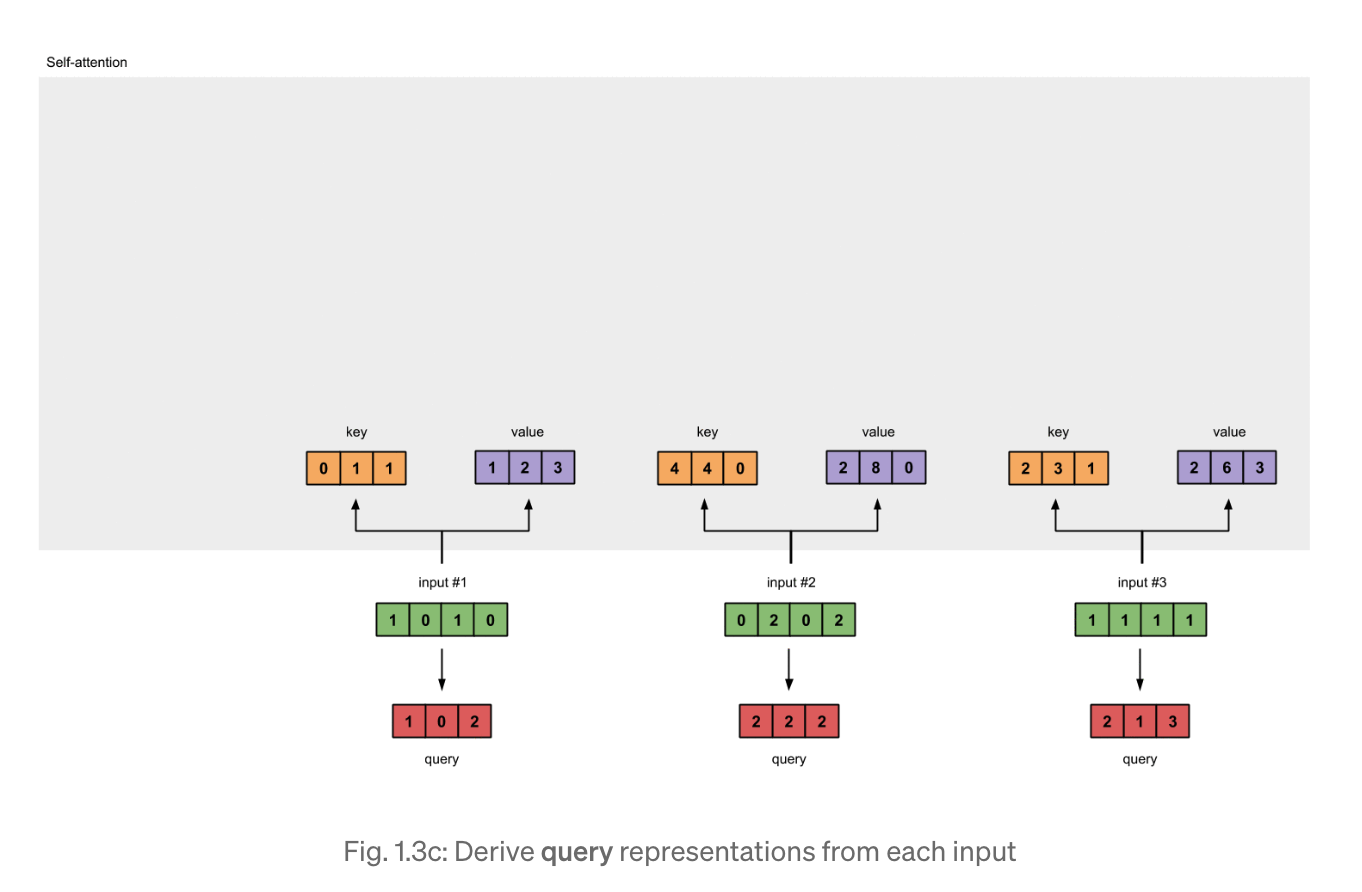 Self-attention
key value key value key value
0 1 1 1 2 3 4 4 0 2 8 0 2 3 1 2 6 3
input #1 input #2 input #3
1 0 1 0 0 2 0 2 1 1 1 1
1 0 2 2 2 2 2 1 3
query query query
Fig. 1.3c: Derive query representations from each input